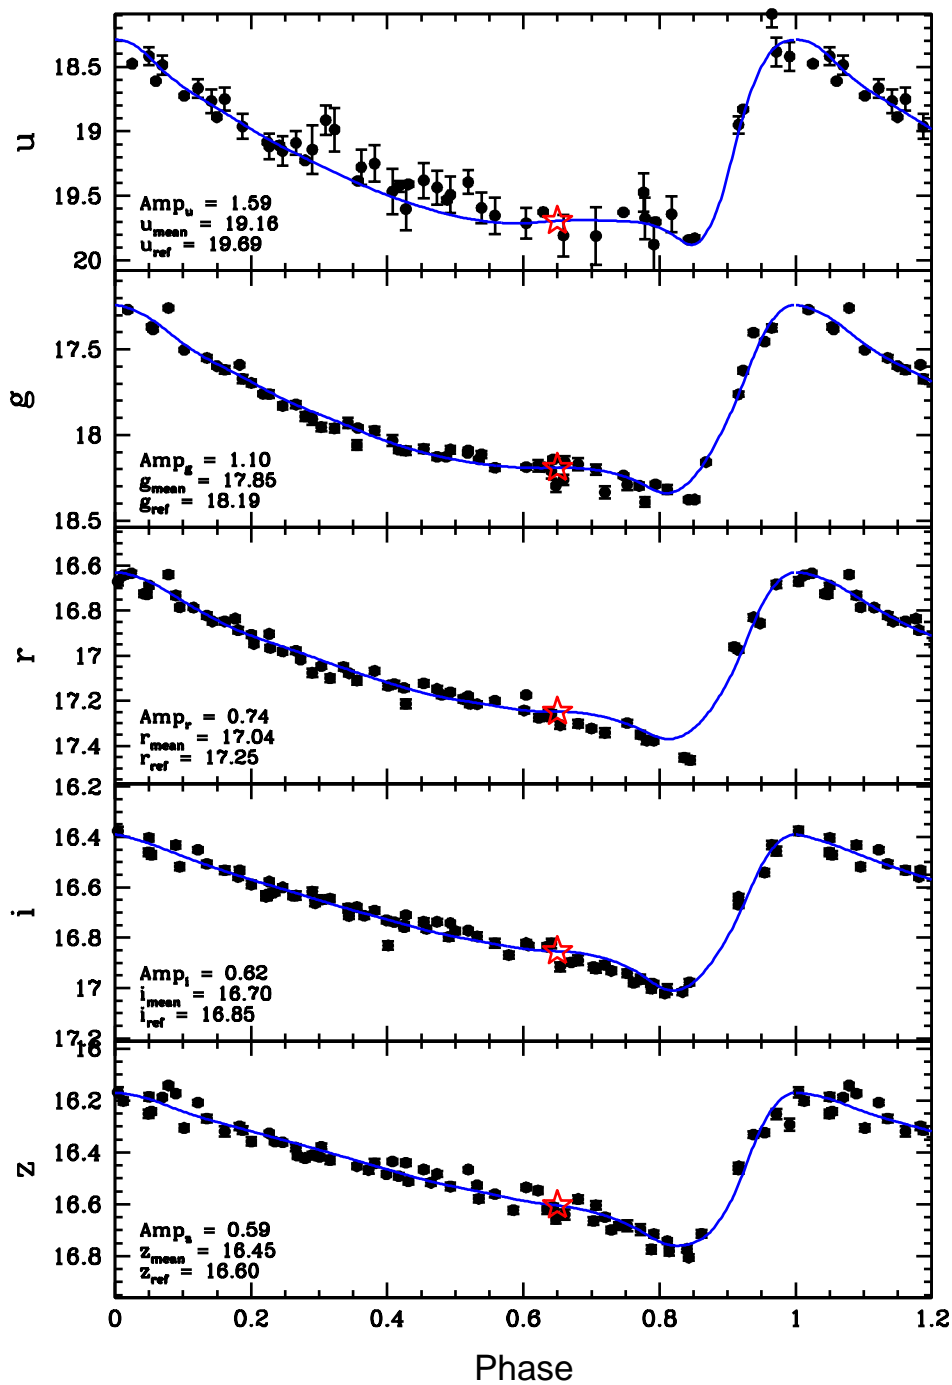 18.5
19
19.5
20
u
Amp_u = 1.59
u_mean = 19.16
u_ref = 19.69
17.5
18
18.5
g
Amp_g = 1.10
g_mean = 17.85
g_ref = 18.19
16.6
16.8
17
17.2
17.4
r
Amp_r = 0.74
r_mean = 17.04
r_ref = 17.25
16.2
16.4
16.6
16.8
17
17.2
i
Amp_i = 0.62
i_mean = 16.70
i_ref = 16.85
16
16.2
16.4
16.6
16.8
z
Amp_z = 0.59
z_mean = 16.45
z_ref = 16.60
0 0.2 0.4 0.6 0.8 1 1.2
Phase